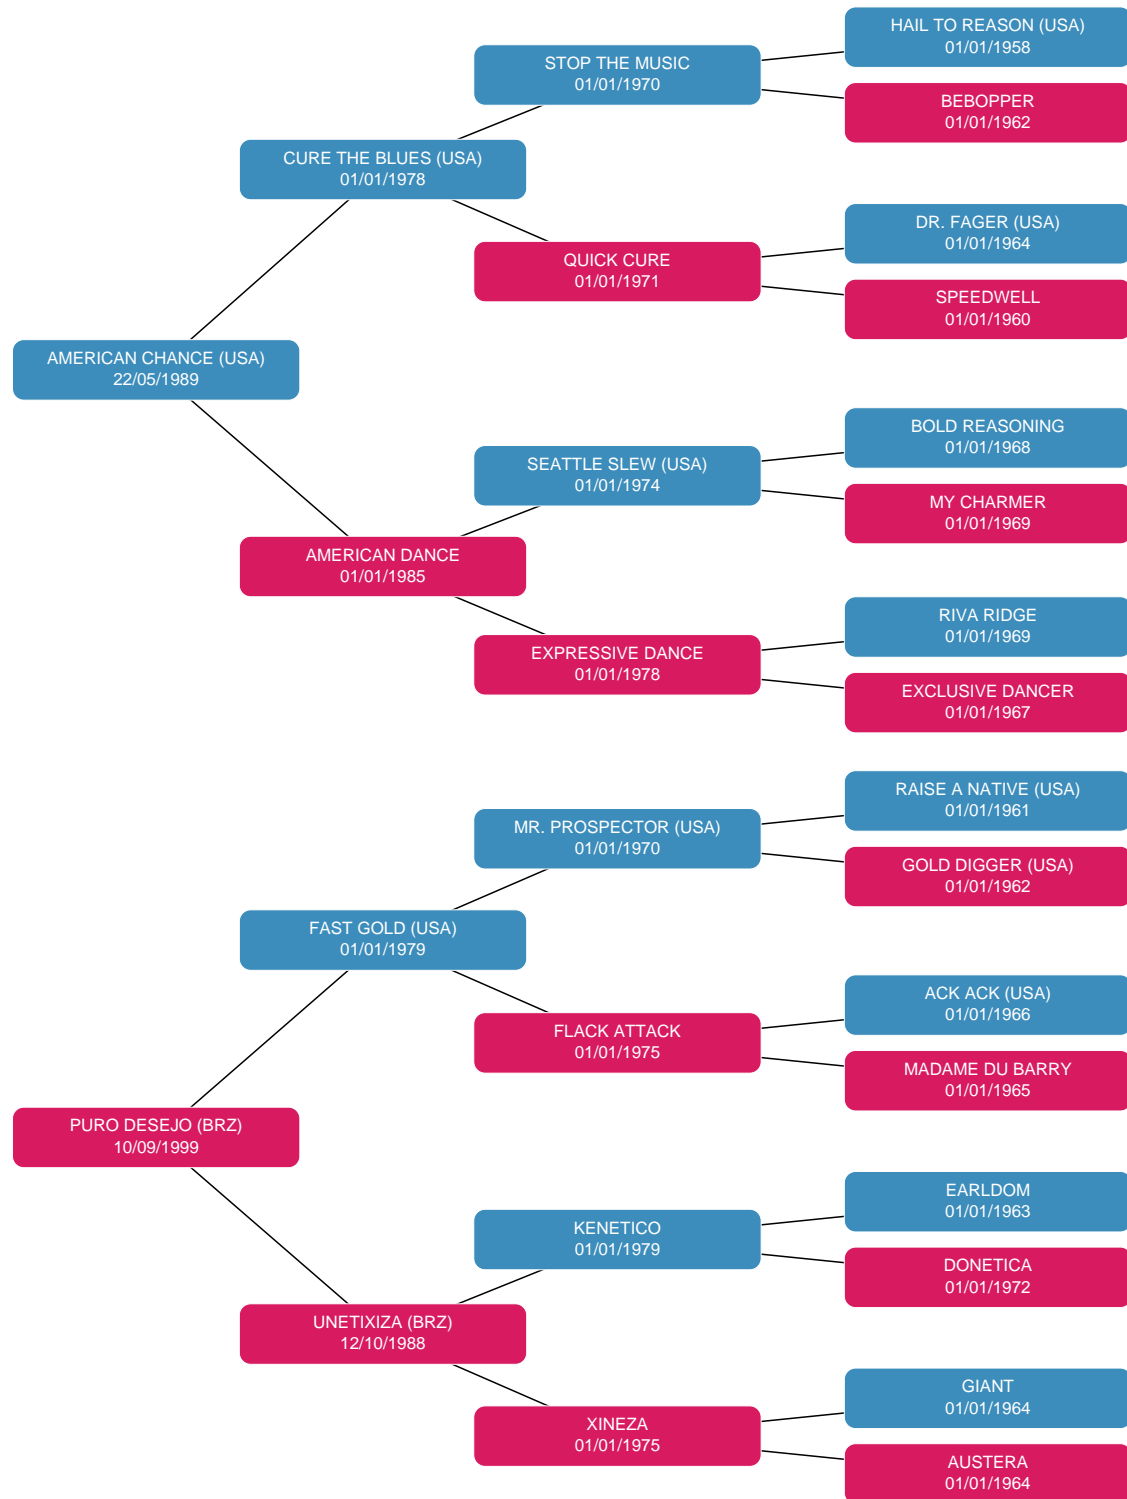 HAIL TO REASON (USA)
01/01/1958
STOP THE MUSIC
01/01/1970
BEBOPPER
01/01/1962
CURE THE BLUES (USA)
01/01/1978
DR. FAGER (USA)
01/01/1964
QUICK CURE
01/01/1971
SPEEDWELL
01/01/1960
AMERICAN CHANCE (USA)
22/05/1989
BOLD REASONING
01/01/1968
SEATTLE SLEW (USA)
01/01/1974
MY CHARMER
01/01/1969
AMERICAN DANCE
01/01/1985
RIVA RIDGE
01/01/1969
EXPRESSIVE DANCE
01/01/1978
EXCLUSIVE DANCER
01/01/1967
RAISE A NATIVE (USA)
01/01/1961
MR. PROSPECTOR (USA)
01/01/1970
GOLD DIGGER (USA)
01/01/1962
FAST GOLD (USA)
01/01/1979
ACK ACK (USA)
01/01/1966
FLACK ATTACK
01/01/1975
MADAME DU BARRY
01/01/1965
PURO DESEJO (BRZ)
10/09/1999
EARLDOM
01/01/1963
KENETICO
01/01/1979
DONETICA
01/01/1972
UNETIXIZA (BRZ)
12/10/1988
GIANT
01/01/1964
XINEZA
01/01/1975
AUSTERA
01/01/1964